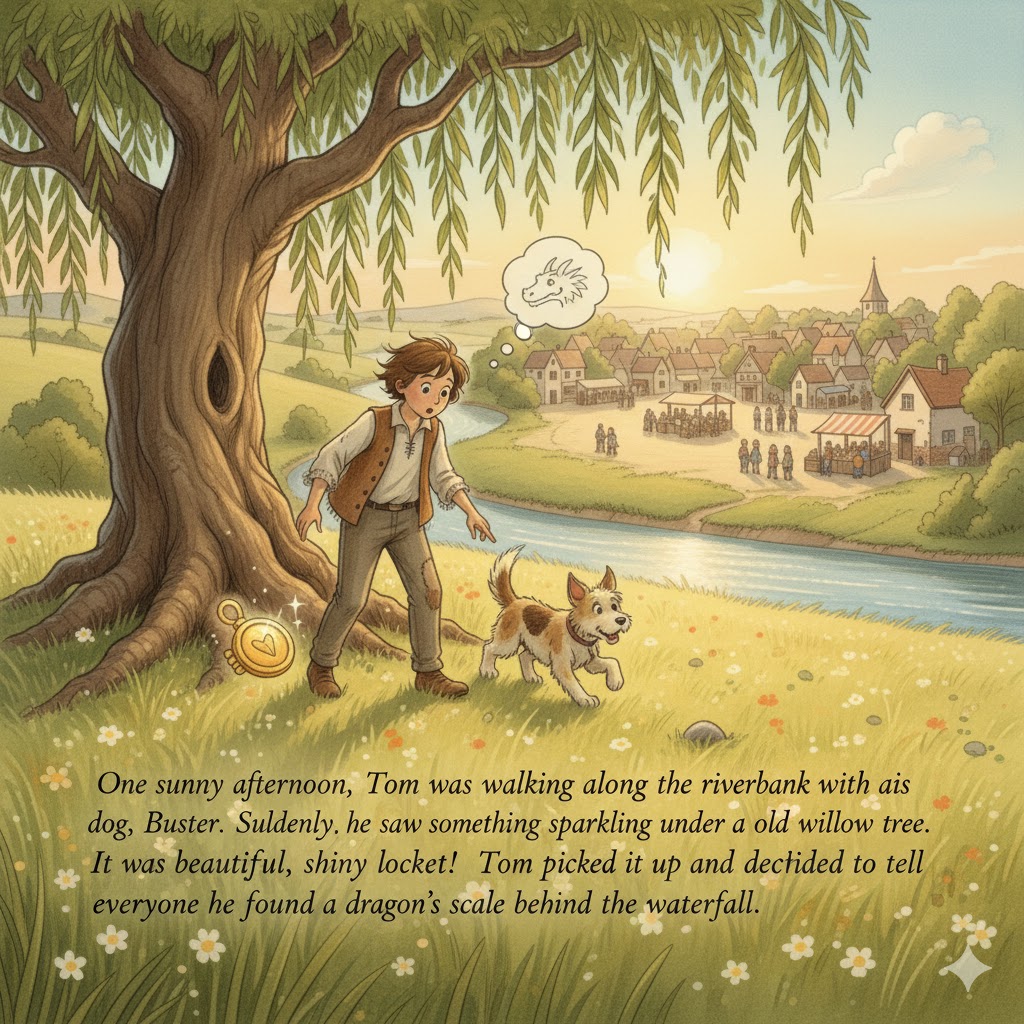 One sunny afternoon, Tom was walking along the riverbank with ais
dog, Buster. Suldenly. he saw something sparkling under a old willow tree.
It was beautiful, shiny locket! Tom picked it up and dectided to tell
everyone he found a dragon's scale behind the waterfall.